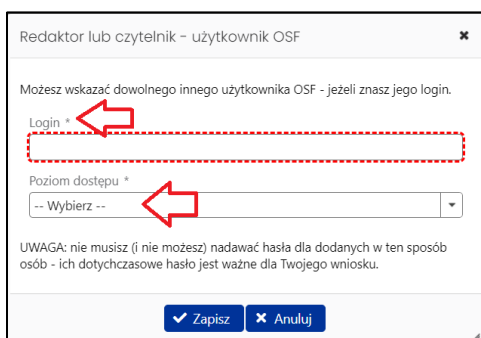 Redaktor lub czytelnik - użytkownik OSF
Możesz wskazać dowolnego innego użytkownika OSF - jeżeli znasz jego login.
Login *
Poziom dostępu *
-- Wybierz --
UWAGA: nie musisz (i nie możesz) nadawać hasła dla dodanych w ten sposób
osób - ich dotychczasowe hasło jest ważne dla Twojego wniosku.
Zapisz
Anuluj